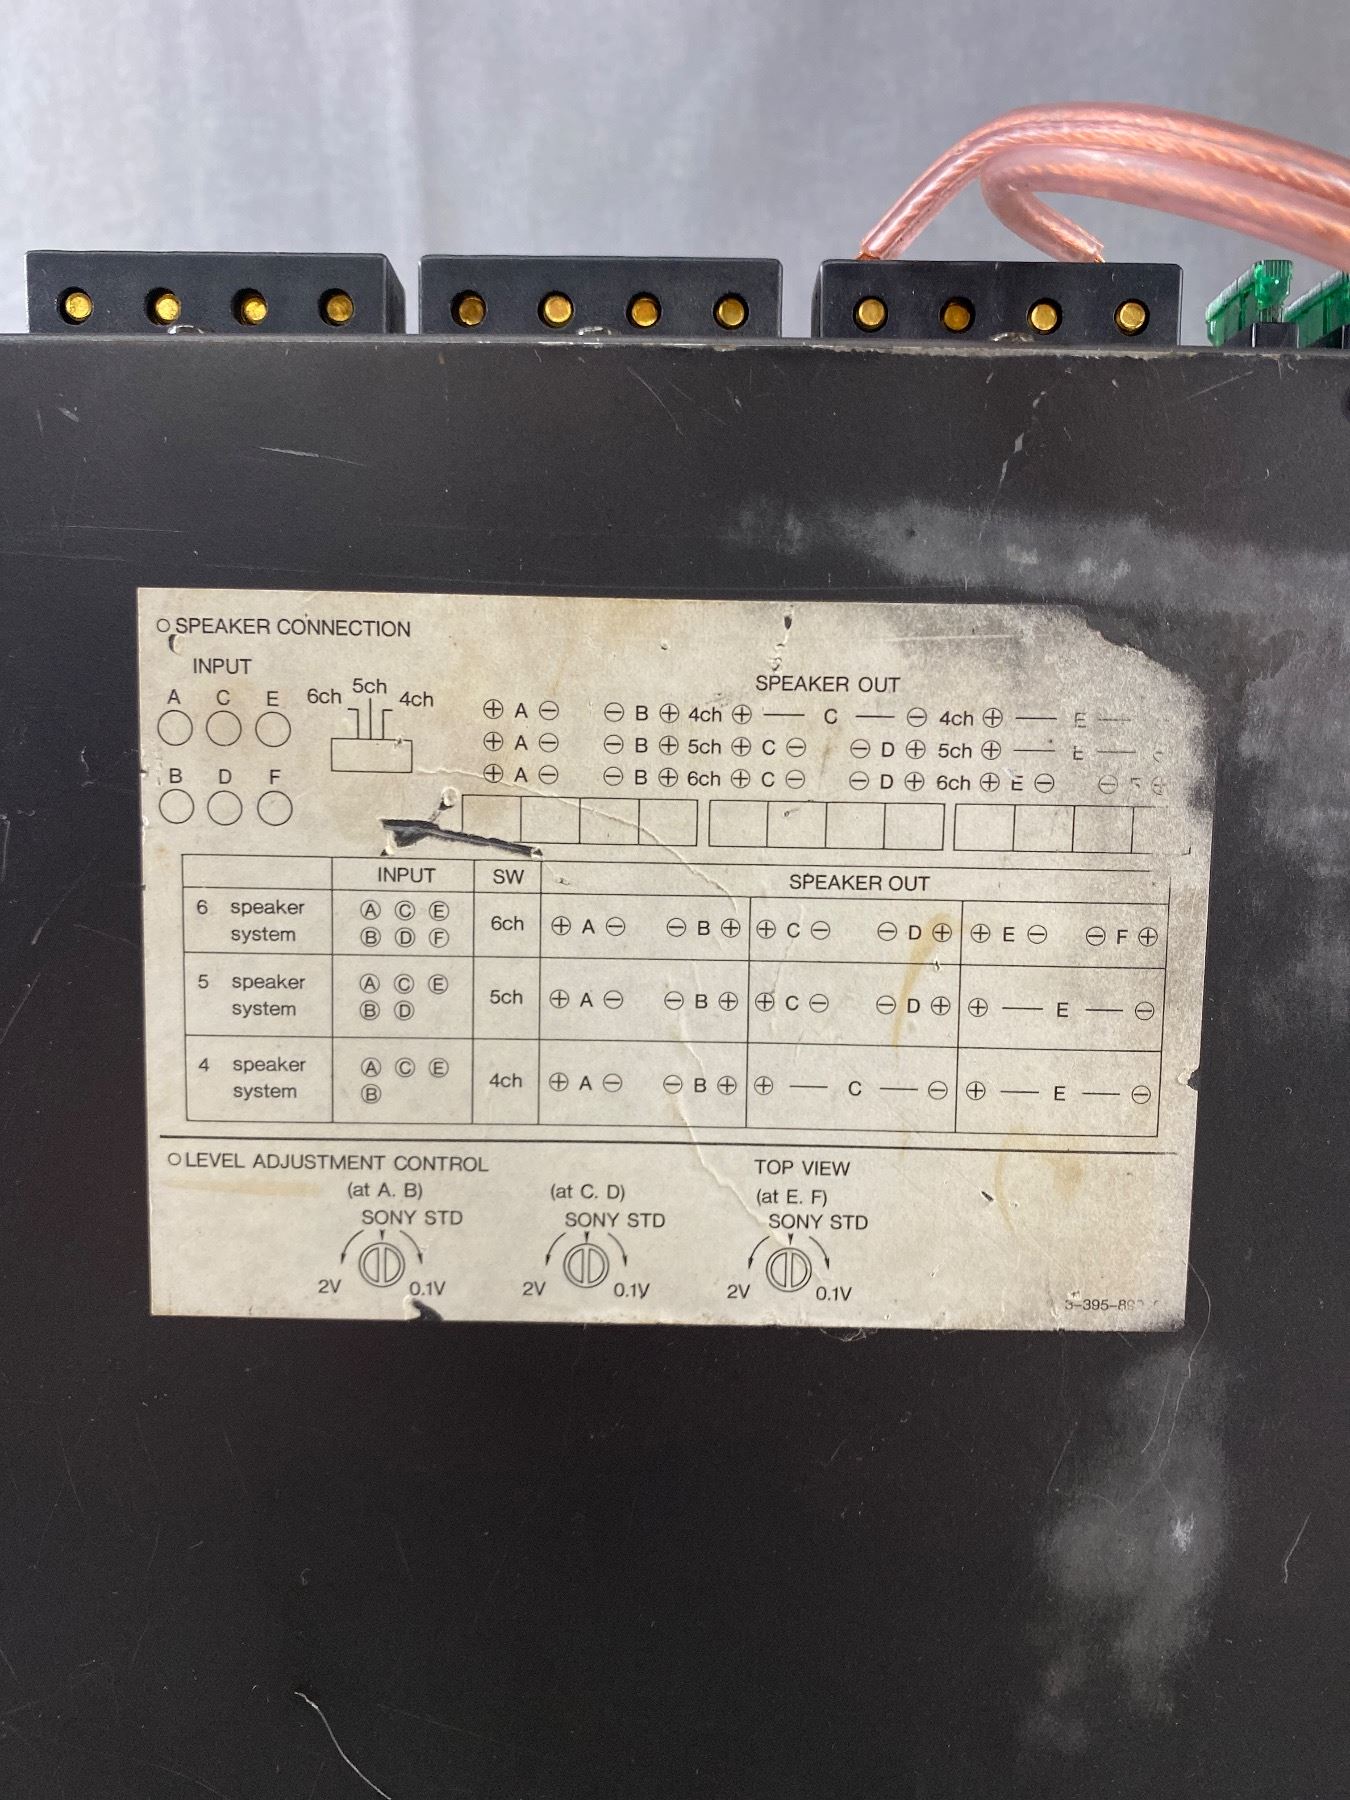 ○ SPEAKER CONNECTION
INPUT
A C E
6ch 5ch 4ch
B D F
SPEAKER OUT
⊕ A ⊖ ⊖ B ⊕ 4ch ⊕ — C — ⊖ 4ch ⊕ — E —
⊕ A ⊖ ⊖ B ⊕ 5ch ⊕ C ⊖ ⊖ D ⊕ 5ch ⊕ — E —
⊕ A ⊖ ⊖ B ⊕ 6ch ⊕ C ⊖ ⊖ D ⊕ 6ch ⊕ E ⊖ ⊖
INPUT SW SPEAKER OUT
6 speaker system Ⓐ Ⓒ Ⓔ Ⓑ Ⓓ Ⓕ 6ch ⊕ A ⊖ ⊖ B ⊕ ⊕ C ⊖ ⊖ D ⊕ ⊕ E ⊖ ⊖ F ⊕
5 speaker system Ⓐ Ⓒ Ⓔ Ⓑ Ⓓ 5ch ⊕ A ⊖ ⊖ B ⊕ ⊕ C ⊖ ⊖ D ⊕ ⊕ — E — ⊖
4 speaker system Ⓐ Ⓒ Ⓔ Ⓑ 4ch ⊕ A ⊖ ⊖ B ⊕ ⊕ — C — ⊖ ⊕ — E — ⊖
○ LEVEL ADJUSTMENT CONTROL
TOP VIEW
(at A. B) (at C. D) (at E. F)
SONY STD SONY STD SONY STD
2V 0.1V 2V 0.1V 2V 0.1V